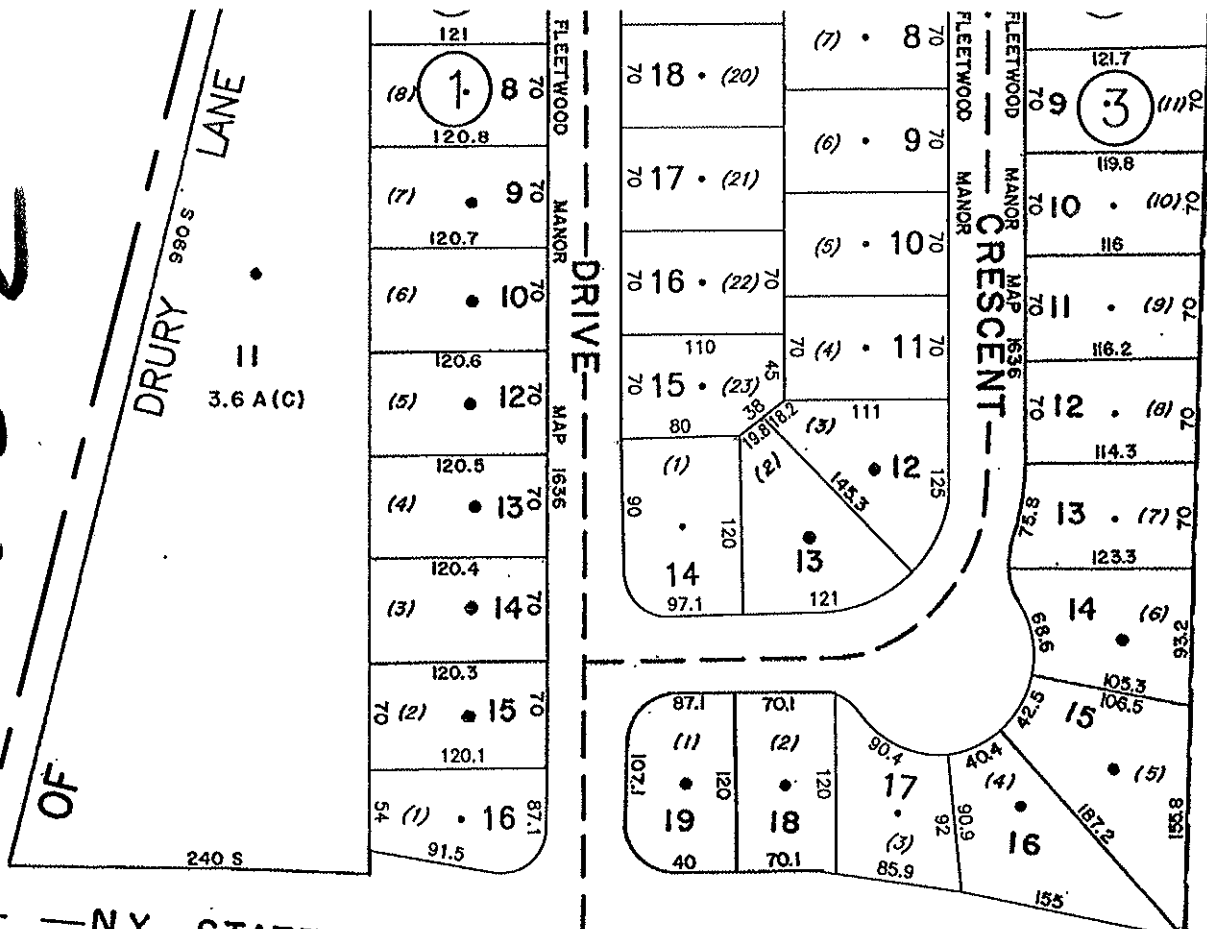 121
(8) 1 8 70
120.8
(7) 9 70
120.7
(6) 10 70
120.6
(5) 12 70
120.5
(4) 13 70
120.4
(3) 14 70
120.3
70 (2) 15 70
120.1
54 (1) 16 87.1
91.5
DRURY LANE
990 S
11
3.6 A(C)
OF
240 S
FLEETWOOD MANOR MAP 1636
DRIVE
70 18 (20)
70 17 (21)
70 16 (22) 70
110
70 15 (23) 45
80
38
(7) 8 70
(6) 9 70
(5) 10 70
70 (4) 11 70
111
19.8 18.2
(3)
12 125
145.3
(2)
13
121
(1)
90 120
14
97.1
FLEETWOOD MANOR
CRESCENT
FLEETWOOD MANOR MAP 1636
121.7
70 9 3 (11) 70
119.8
70 10 (10) 70
116
70 11 (9) 70
116.2
70 12 (8) 70
114.3
75.8 13 (7) 70
123.3
68.6 14 (6) 93.2
105.3
106.5
42.5 15 (5) 155.8
187.2
40.4
(4)
90.9 16
155
90.4
17
(3) 92
85.9
70.1
(2) 120
18
70.1
87.1
107.1 (1) 120
19
40
N.Y.